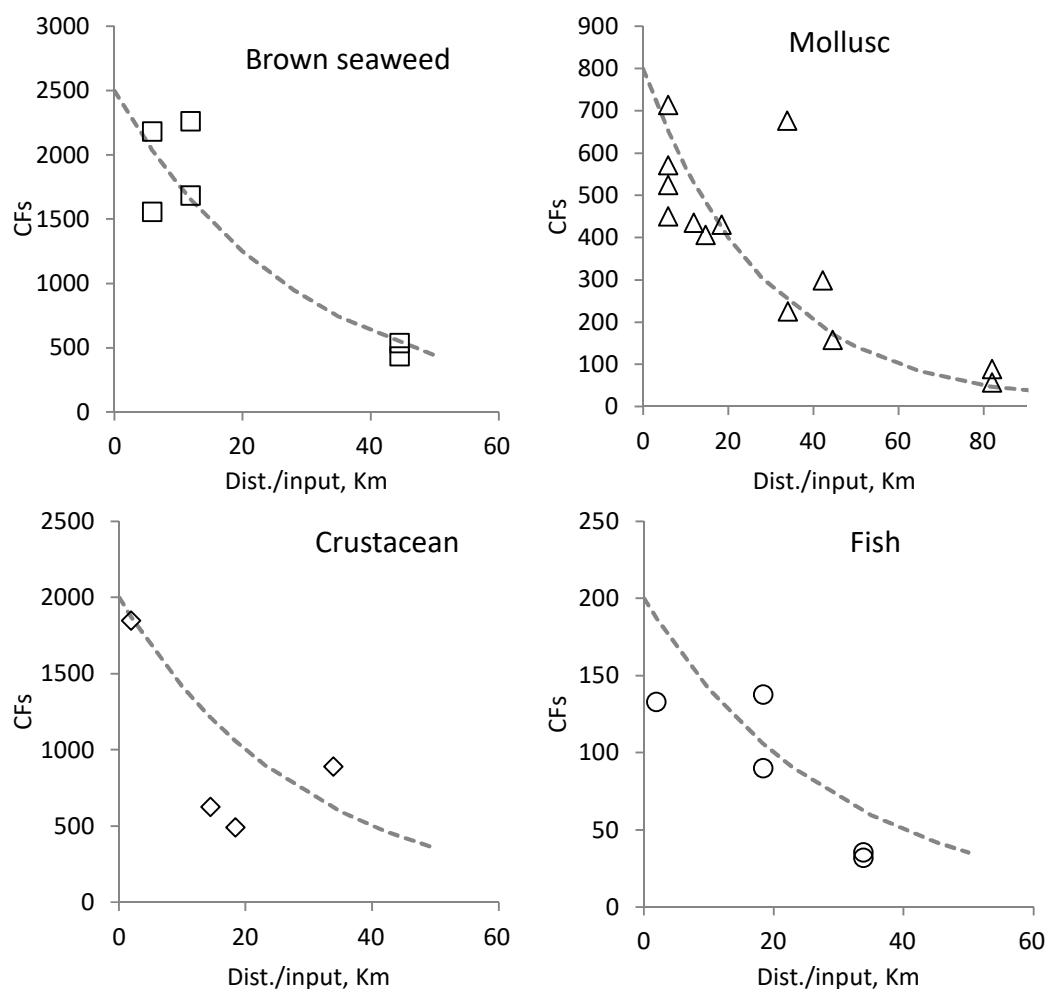 Brown seaweed
3000
2500
2000
1500
1000
500
0
CFs
0 20 40 60
Dist./input, Km
Mollusc
900
800
700
600
500
400
300
200
100
0
CFs
0 20 40 60 80
Dist./input, Km
Crustacean
2500
2000
1500
1000
500
0
CFs
0 20 40 60
Dist./input, Km
Fish
250
200
150
100
50
0
CFs
0 20 40 60
Dist./input, Km